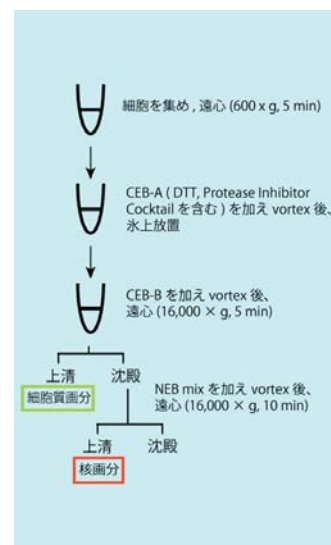 細胞を集め , 遠心 (600 x g, 5 min)
CEB-A ( DTT, Protease Inhibitor
Cocktail を含む ) を加え vortex 後、
氷上放置
CEB-B を加え vortex 後、
遠心 (16,000 × g, 5 min)
上清 沈殿
細胞質画分
NEB mix を加え vortex 後、
遠心 (16,000 × g, 10 min)
上清 沈殿
核画分